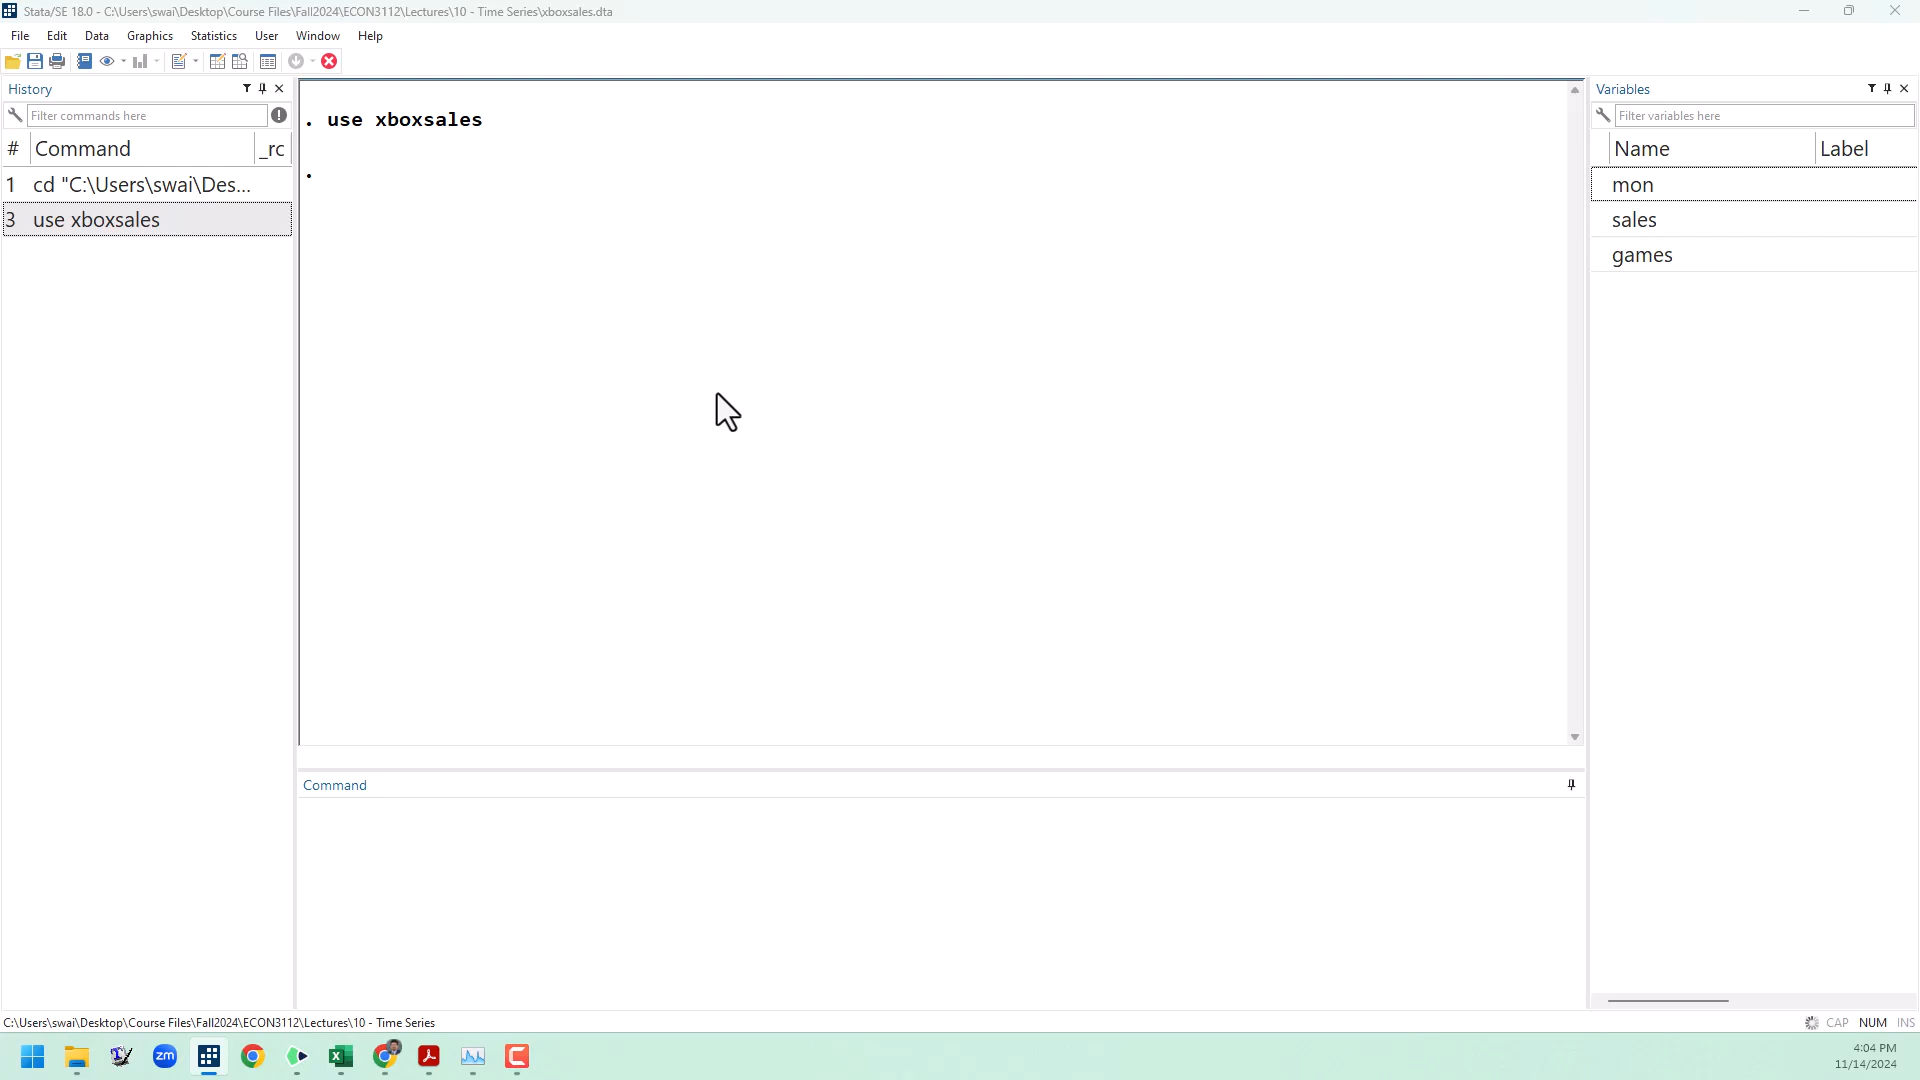 Stata/SE 18.0 - C:\Users\swai\Desktop\Course Files\Fall2024\ECON3112\Lectures\10 - Time Series\xboxsales.dta
File Edit Data Graphics Statistics User Window Help
History
Filter commands here
# Command _rc
1 cd "C:\Users\swai\Des...
3 use xboxsales
. use xboxsales
.
Command
Variables
Filter variables here
Name Label
mon
sales
games
C:\Users\swai\Desktop\Course Files\Fall2024\ECON3112\Lectures\10 - Time Series
CAP NUM INS
zm
4:04 PM
11/14/2024